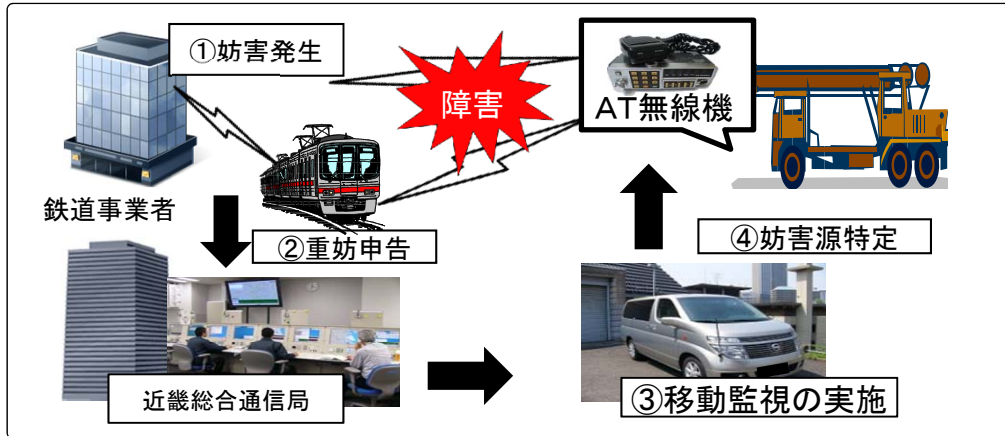 ①妨害発生
障害
AT無線機
鉄道事業者
②重妨申告
④妨害源特定
近畿総合通信局
③移動監視の実施